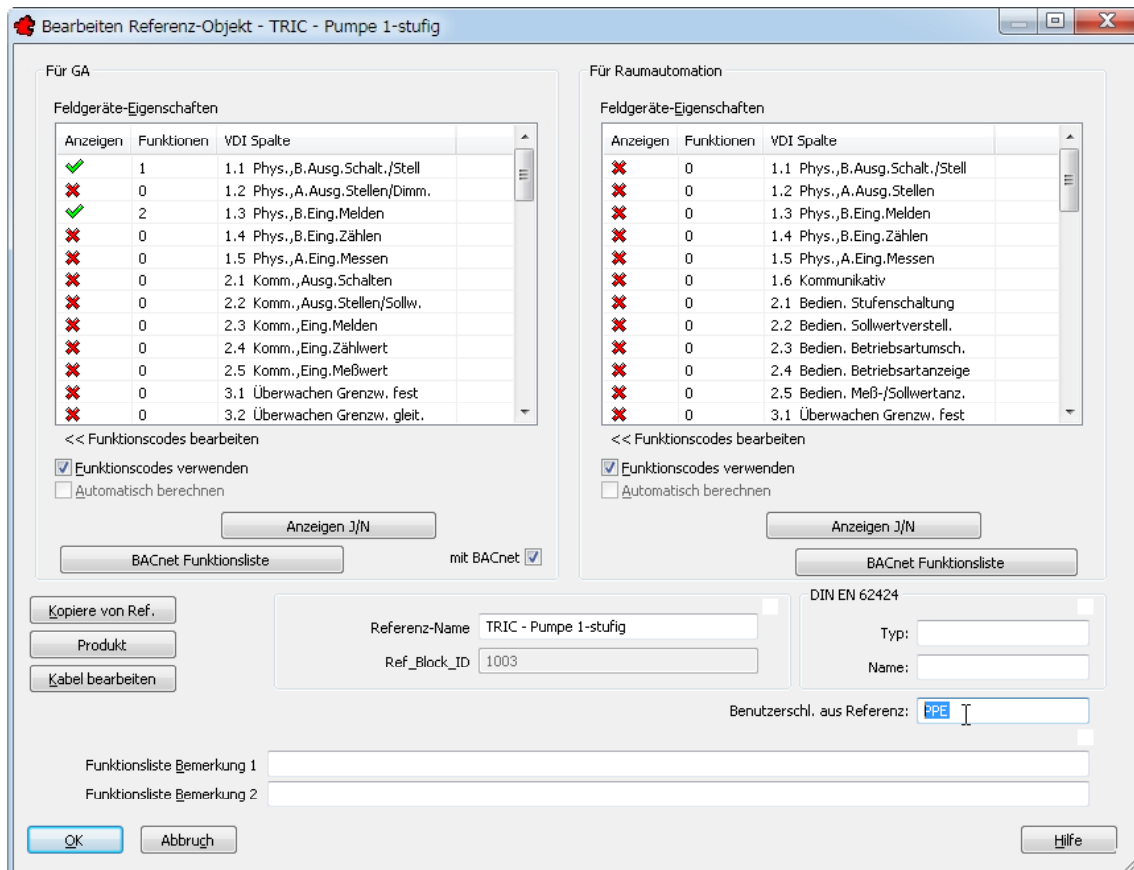 Bearbeiten Referenz-Objekt - TRIC - Pumpe 1-stufig
Für GA
Feldgeräte-Eigenschaften
Anzeigen Funktionen VDI Spalte
1 1.1 Phys.,B.Ausg.Schalt./Stell
0 1.2 Phys.,A.Ausg.Stellen/Dimm.
2 1.3 Phys.,B.Eing.Melden
0 1.4 Phys.,B.Eing.Zählen
0 1.5 Phys.,A.Eing.Messen
0 2.1 Komm.,Ausg.Schalten
0 2.2 Komm.,Ausg.Stellen/Sollw.
0 2.3 Komm.,Eing.Melden
0 2.4 Komm.,Eing.Zählwert
0 2.5 Komm.,Eing.Meßwert
0 3.1 Überwachen Grenzw. fest
0 3.2 Überwachen Grenzw. gleit.
<< Funktionscodes bearbeiten
Funktionscodes verwenden
Automatisch berechnen
Anzeigen J/N
BACnet Funktionsliste
mit BACnet
Für Raumautomation
Feldgeräte-Eigenschaften
Anzeigen Funktionen VDI Spalte
0 1.1 Phys.,B.Ausg.Schalt./Stell
0 1.2 Phys.,A.Ausg.Stellen
0 1.3 Phys.,B.Eing.Melden
0 1.4 Phys.,B.Eing.Zählen
0 1.5 Phys.,A.Eing.Messen
0 1.6 Kommunikativ
0 2.1 Bedien. Stufenschaltung
0 2.2 Bedien. Sollwertverstell.
0 2.3 Bedien. Betriebsartumsch.
0 2.4 Bedien. Betriebsartanzeige
0 2.5 Bedien. Meß-/Sollwertanz.
0 3.1 Überwachen Grenzw. fest
<< Funktionscodes bearbeiten
Funktionscodes verwenden
Automatisch berechnen
Anzeigen J/N
BACnet Funktionsliste
Kopiere von Ref.
Produkt
Kabel bearbeiten
Referenz-Name TRIC - Pumpe 1-stufig
Ref_Block_ID 1003
DIN EN 62424
Typ:
Name:
Benutzerschl. aus Referenz: PPE
Funktionsliste Bemerkung 1
Funktionsliste Bemerkung 2
OK
Abbruch
Hilfe